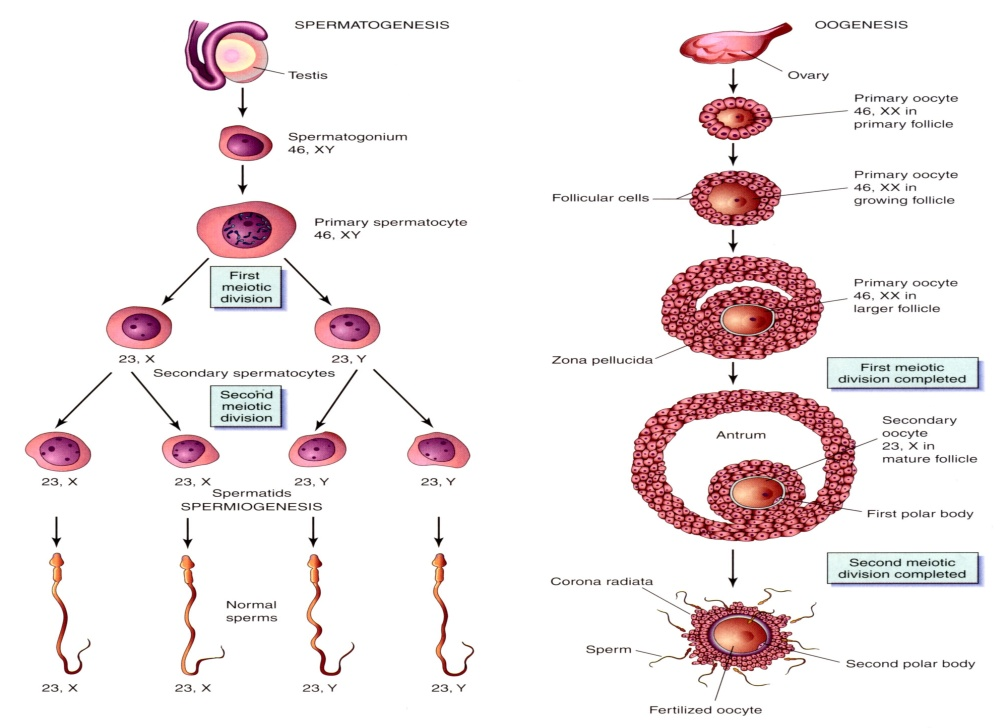 SPERMATOGENESIS
Testis
Spermatogonium
46, XY
Primary spermatocyte
46, XY
First
meiotic
division
23, X
23, Y
Secondary spermatocytes
Second
meiotic
division
23, X
23, X
23, Y
23, Y
Spermatids
SPERMIOGENESIS
Normal
sperms
23, X
23, X
23, Y
23, Y
OOGENESIS
Ovary
Primary oocyte
46, XX in
primary follicle
Follicular cells
Primary oocyte
46, XX in
growing follicle
Primary oocyte
46, XX in
larger follicle
Zona pellucida
First meiotic
division completed
Antrum
Secondary
oocyte
23, X in
mature follicle
First polar body
Second meiotic
division completed
Corona radiata
Sperm
Second polar body
Fertilized oocyte